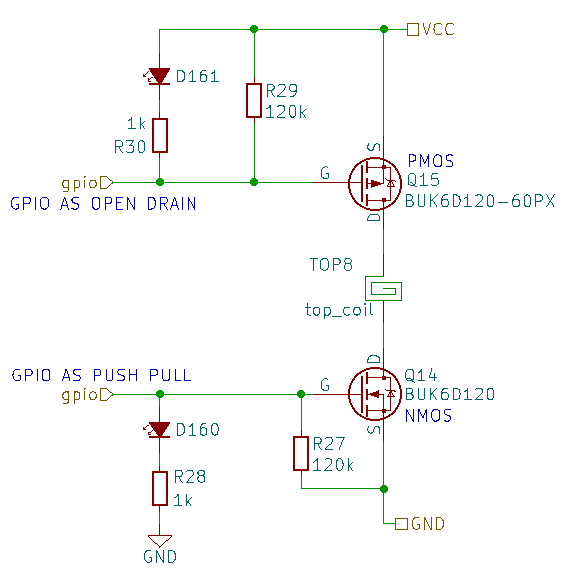 VCC
D161
R29
120k
1k
R30
S
PMOS
gpio
G
Q15
GPIO AS OPEN DRAIN
BUK6D120-60PX
D
TOP8
top_coil
D
GPIO AS PUSH PULL
Q14
gpio
G
BUK6D120
NMOS
D160
S
R27
120k
R28
1k
GND
GND